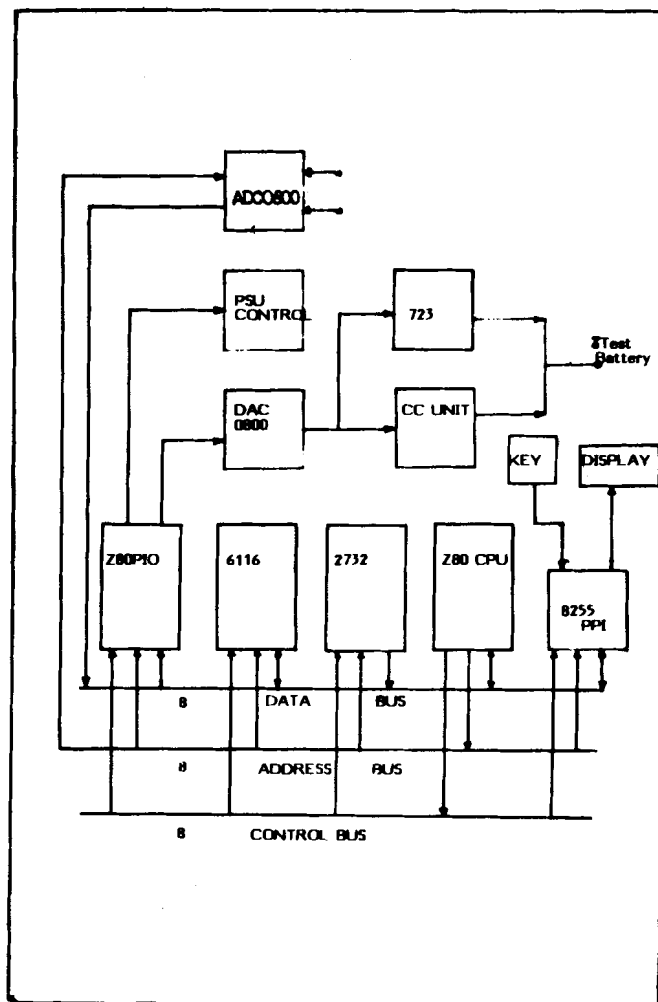 ADC0800
PSU
CONTROL
723
Test
Battery
DAC
0800
CC UNIT
KEY
DISPLAY
Z80PIO
6116
2732
Z80 CPU
8255
PPI
8 DATA BUS
8 ADDRESS BUS
8 CONTROL BUS